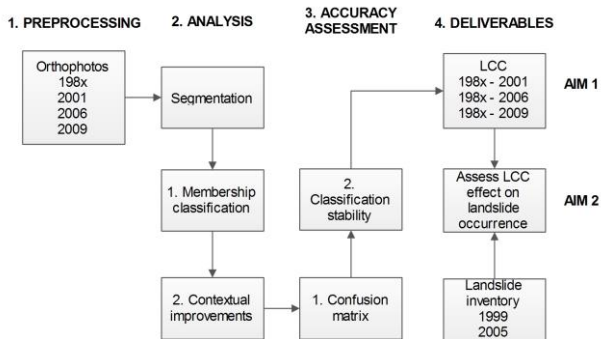 1. PREPROCESSING
2. ANALYSIS
3. ACCURACY
ASSESSMENT
4. DELIVERABLES
Orthophotos
198x
2001
2006
2009
Segmentation
1. Membership
classification
2. Contextual
improvements
1. Confusion
matrix
2.
Classification
stability
LCC
198x - 2001
198x - 2006
198x - 2009
AIM 1
Assess LCC
effect on
landslide
occurrence
AIM 2
Landslide
inventory
1999
2005